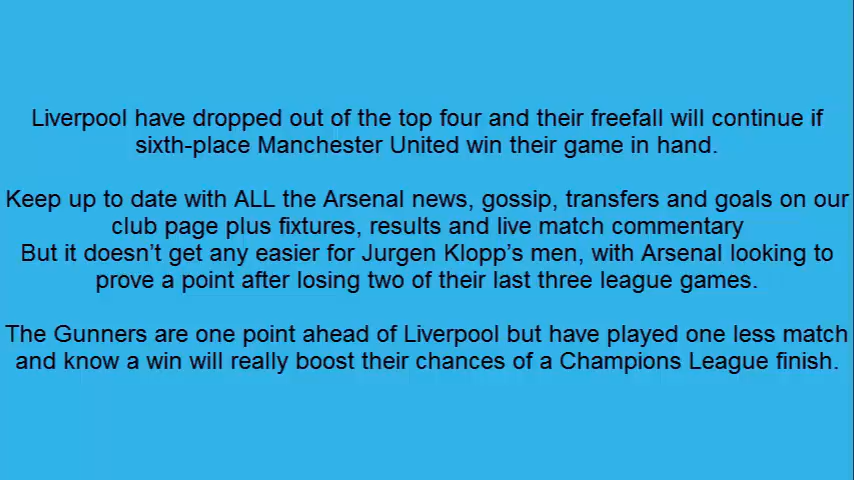 Liverpool have dropped out of the top four and their freefall will continue if
sixth-place Manchester United win their game in hand.
Keep up to date with ALL the Arsenal news, gossip, transfers and goals on our
club page plus fixtures, results and live match commentary
But it doesn’t get any easier for Jurgen Klopp’s men, with Arsenal looking to
prove a point after losing two of their last three league games.
The Gunners are one point ahead of Liverpool but have played one less match
and know a win will really boost their chances of a Champions League finish.